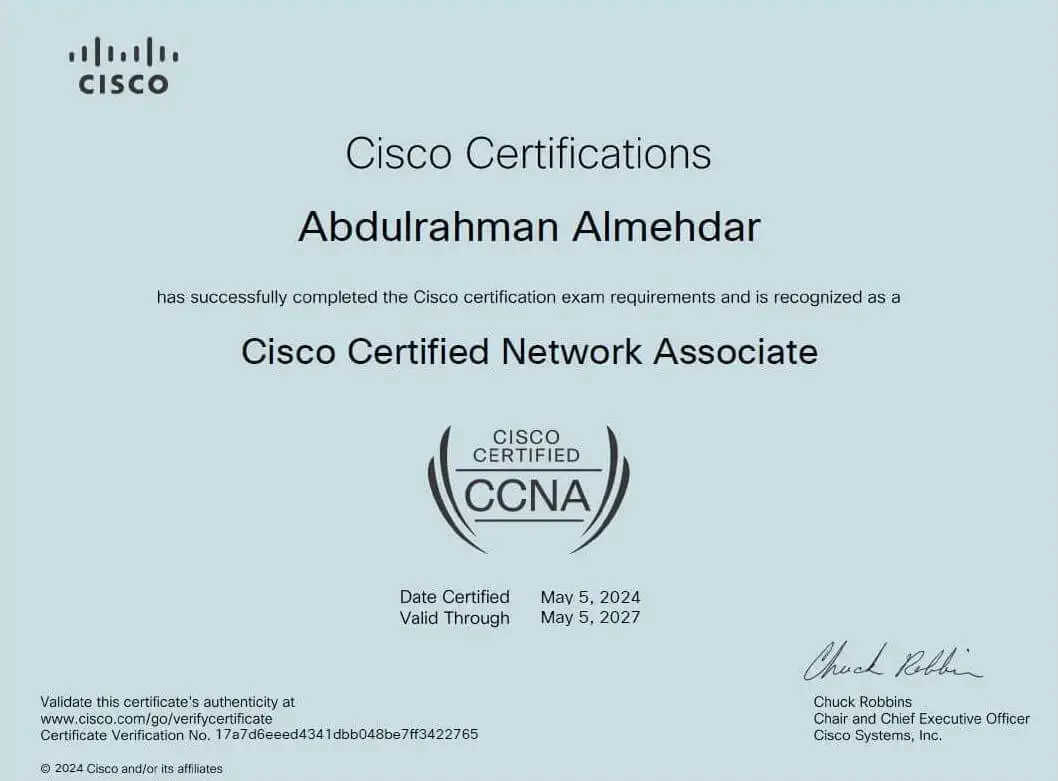 CISCO
Cisco Certifications
Abdulrahman Almehdar
has successfully completed the Cisco certification exam requirements and is recognized as a
Cisco Certified Network Associate
CISCO
CERTIFIED
CCNA
Date Certified May 5, 2024
Valid Through May 5, 2027
Chuck Robbins
Validate this certificate's authenticity at
www.cisco.com/go/verifycertificate
Certificate Verification No. 17a7d6eeed4341dbb048be7ff3422765
Chuck Robbins
Chair and Chief Executive Officer
Cisco Systems, Inc.
© 2024 Cisco and/or its affiliates